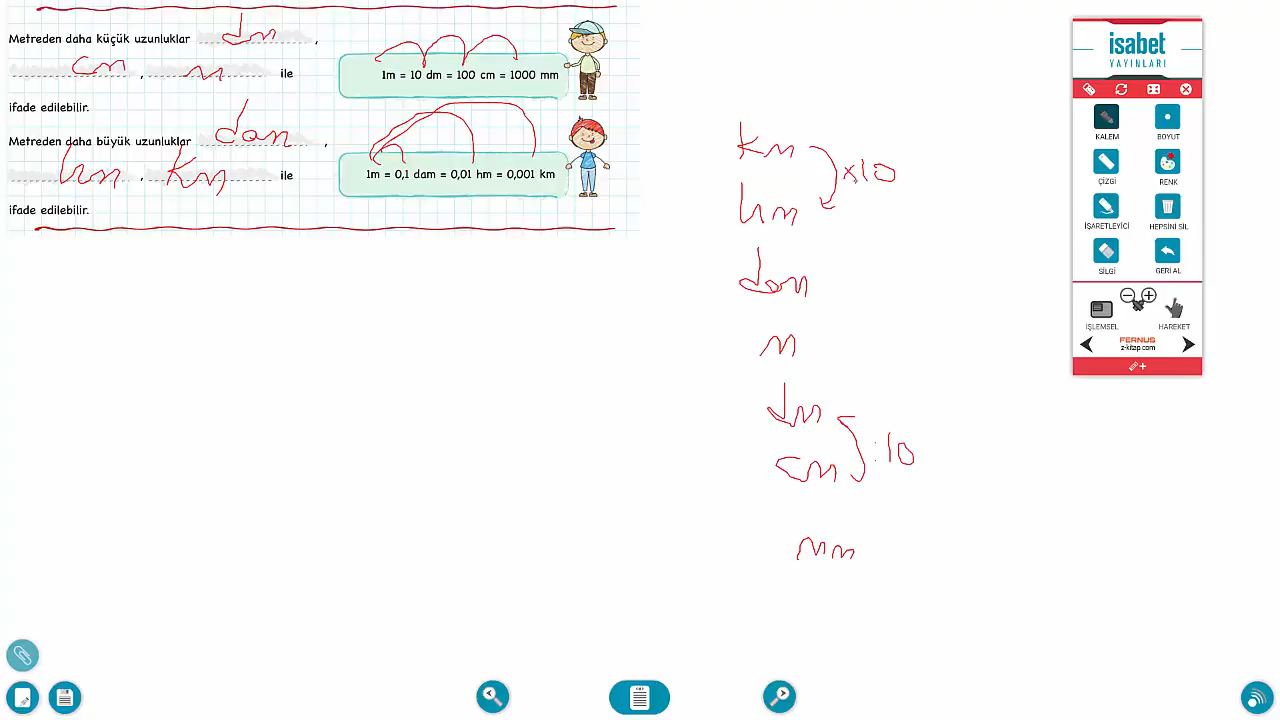 Metreden daha küçük uzunluklar dm ,
cm , m ile
ifade edilebilir.
1m = 10 dm = 100 cm = 1000 mm
Metreden daha büyük uzunluklar dam ,
hm , km ile
ifade edilebilir.
1m = 0,1 dam = 0,01 hm = 0,001 km
km
x10
hm
dam
m
dm
:10
cm
mm
isabet
YAYINLARI
KALEM BOYUT
ÇİZGİ RENK
İŞARETLEYİCİ HEPSİNİ SİL
SİLGİ GERİ AL
İŞLEMSEL HAREKET
FERNUS
z-kitap.com